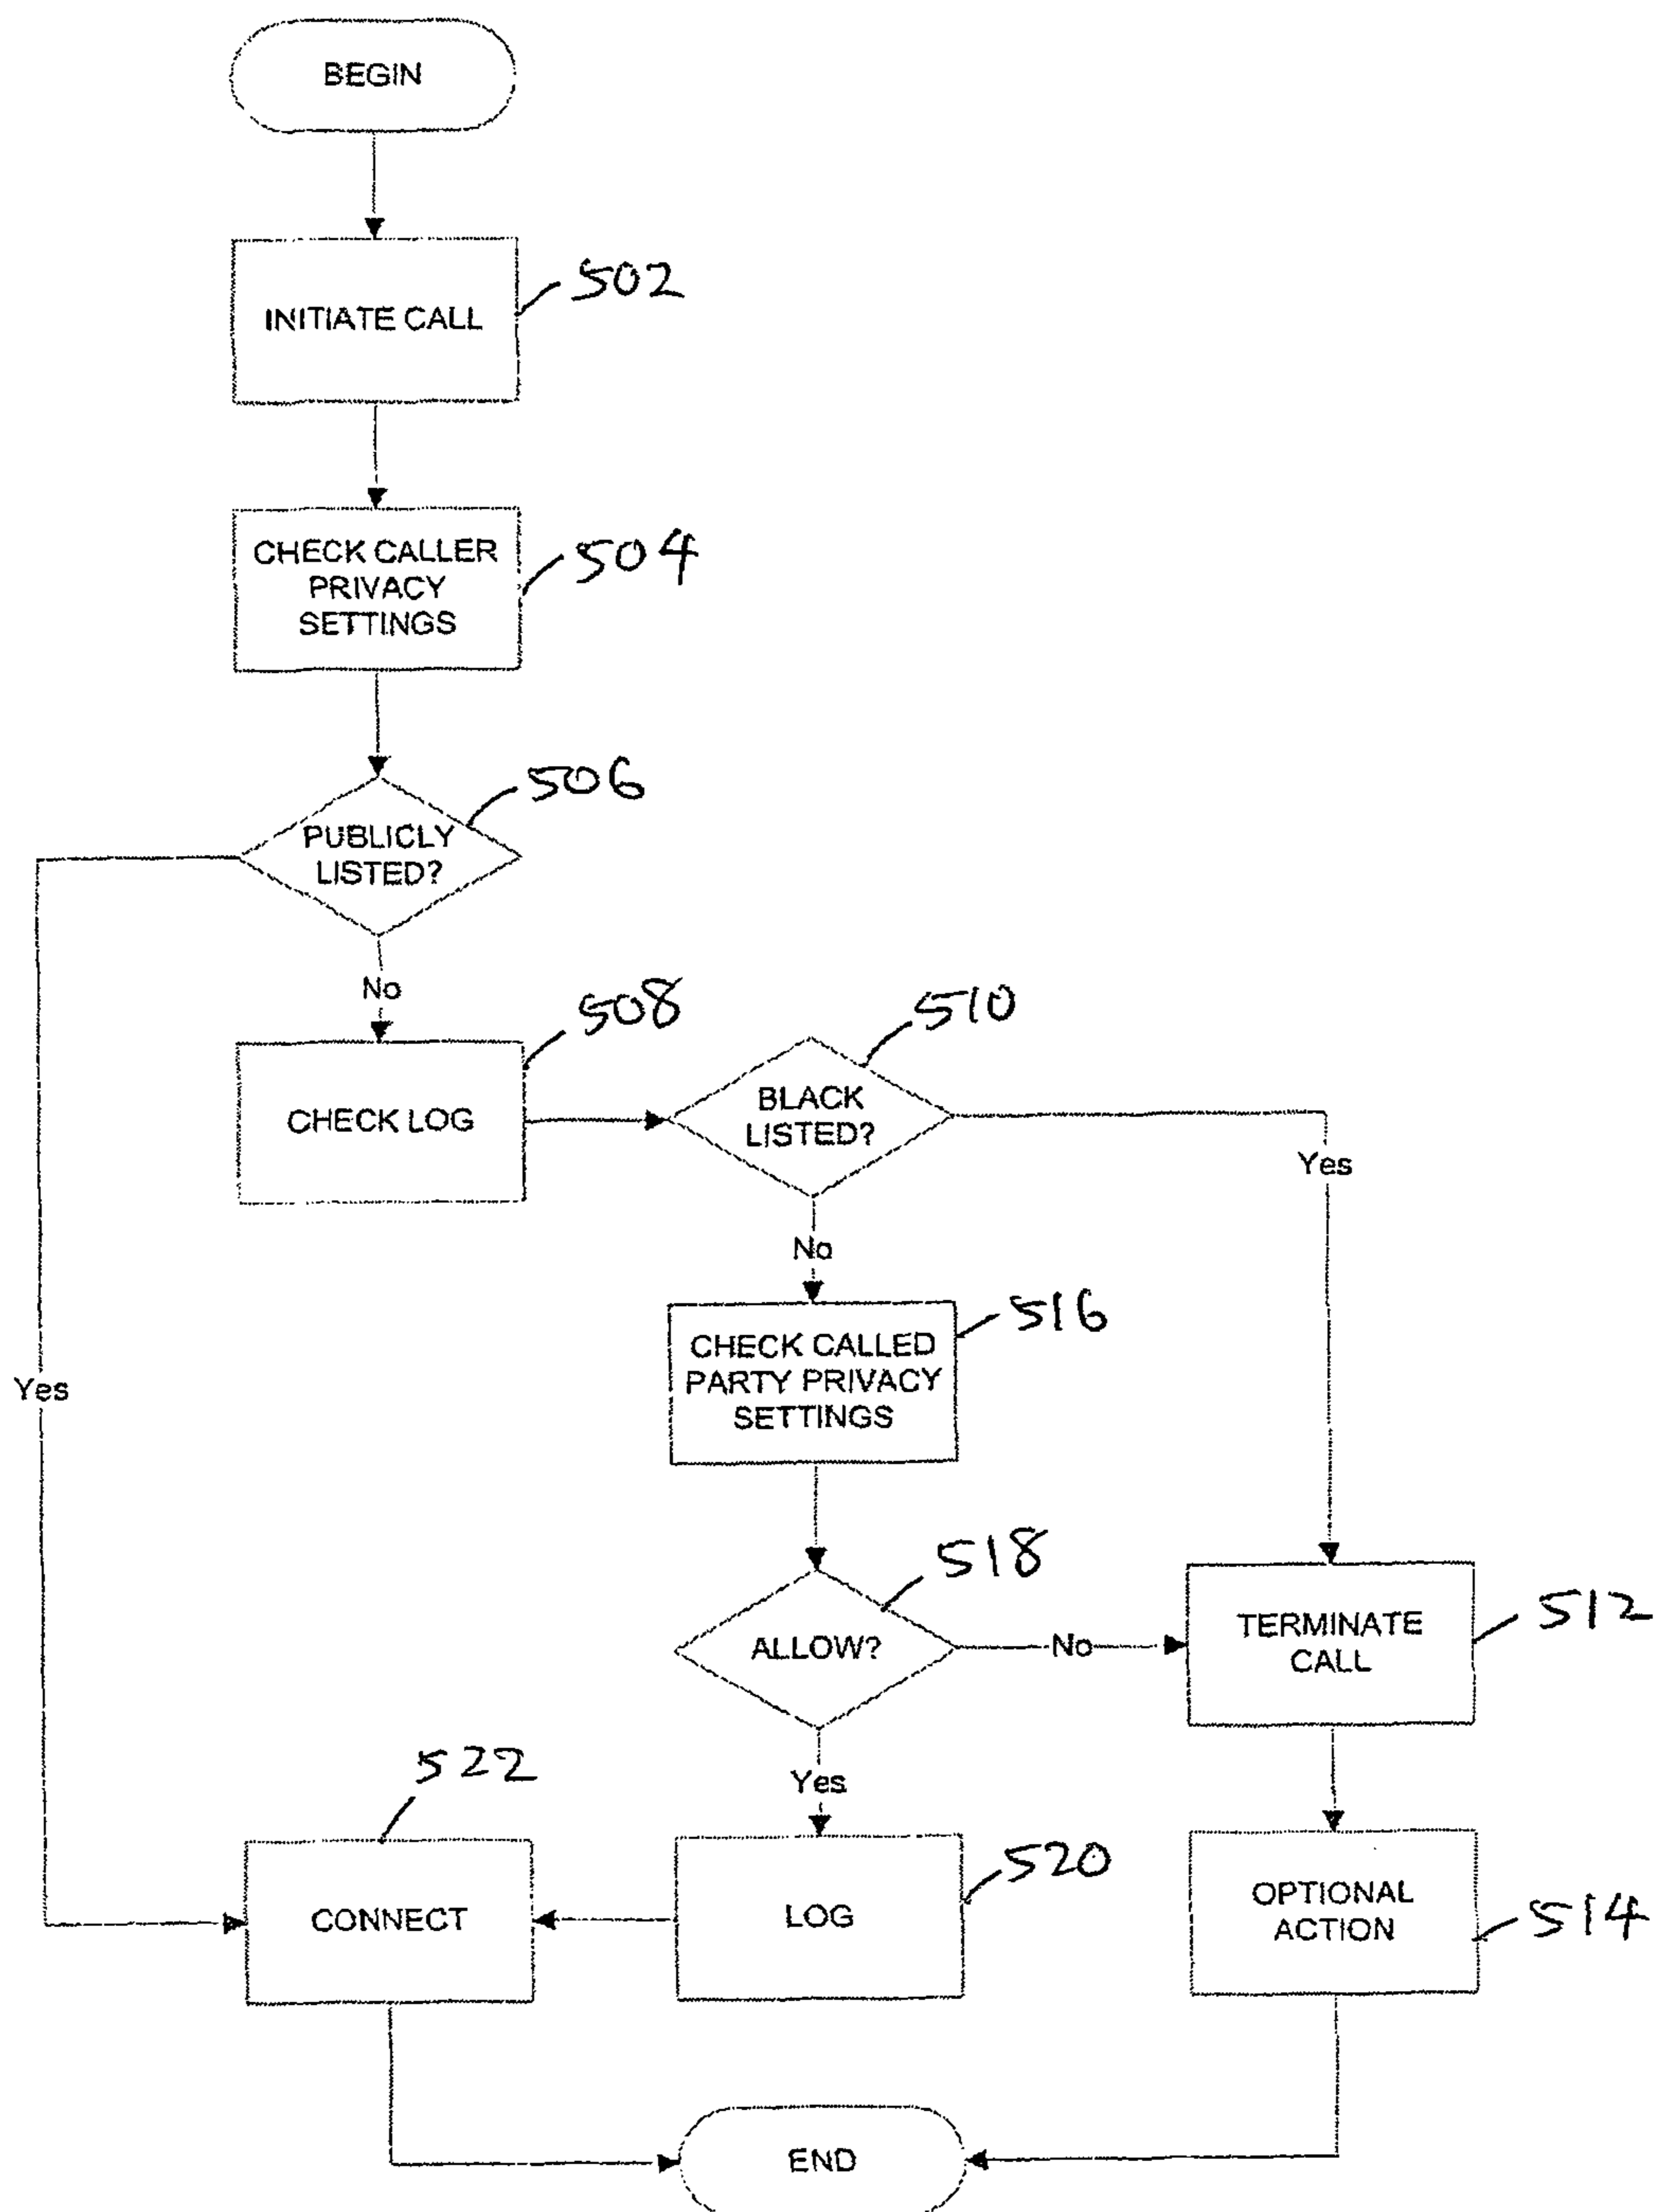 BEGIN
INITIATE CALL
502
CHECK CALLER
PRIVACY
SETTINGS
504
PUBLICLY
LISTED?
506
No
Yes
CHECK LOG
508
BLACK
LISTED?
510
Yes
No
CHECK CALLED
PARTY PRIVACY
SETTINGS
516
ALLOW?
518
No
TERMINATE
CALL
512
Yes
CONNECT
522
LOG
520
OPTIONAL
ACTION
514
END